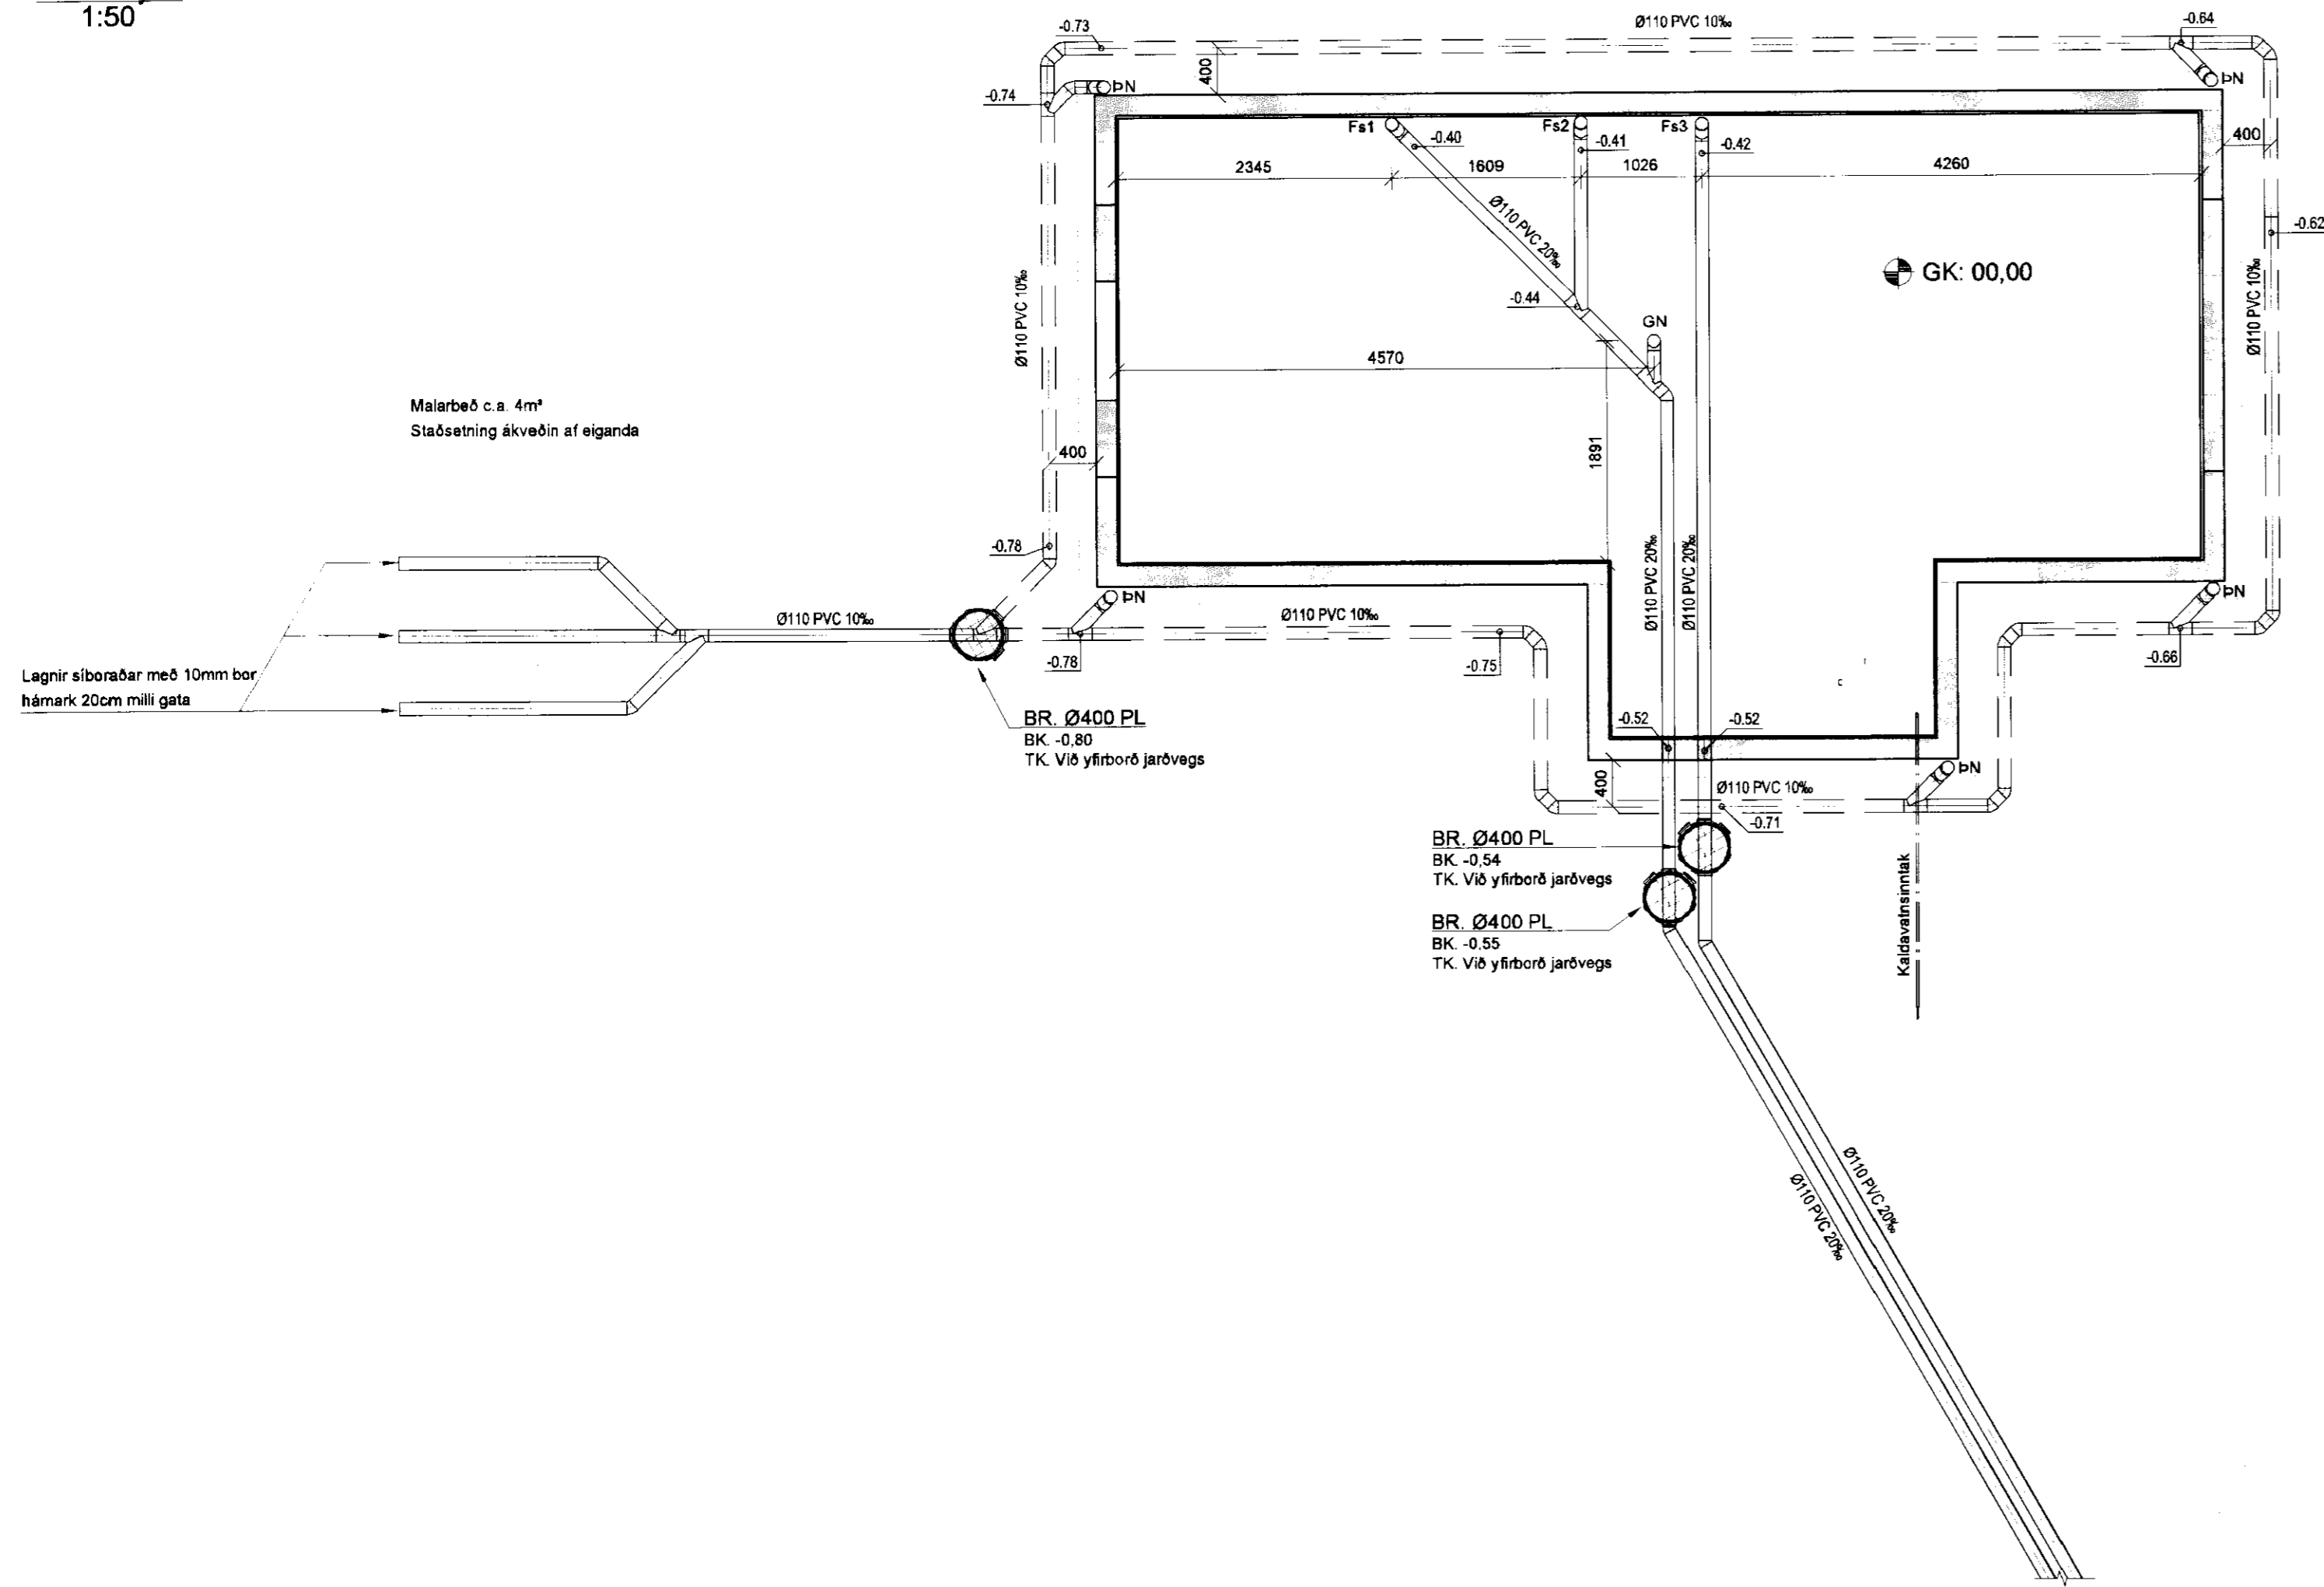 1:50
-0.73
Ø110 PVC 10‰
-0.64
400
ÞN
ÞN
-0.74
Fs1
-0.40
Fs2
-0.41
Fs3
-0.42
400
2345
1609
1026
4260
Ø110 PVC 20‰
-0.62
GK: 00,00
Ø110 PVC 10‰
Ø110 PVC 10‰
-0.44
GN
4570
Malarbeð c.a. 4m²
Staðsetning ákveðin af eiganda
400
1891
-0.78
Ø110 PVC 20‰
Ø110 PVC 20‰
ÞN
ÞN
Ø110 PVC 10‰
Ø110 PVC 10‰
-0.78
-0.75
-0.66
Lagnir síboraðar með 10mm bor
hámark 20cm milli gata
BR. Ø400 PL
BK. -0,80
TK. Við yfirborð jarðvegs
-0.52
-0.52
ÞN
400
Ø110 PVC 10‰
-0.71
BR. Ø400 PL
BK. -0,54
TK. Við yfirborð jarðvegs
BR. Ø400 PL
BK. -0,55
TK. Við yfirborð jarðvegs
Kaldavatnsinntak
Ø110 PVC 20‰
Ø110 PVC 20‰